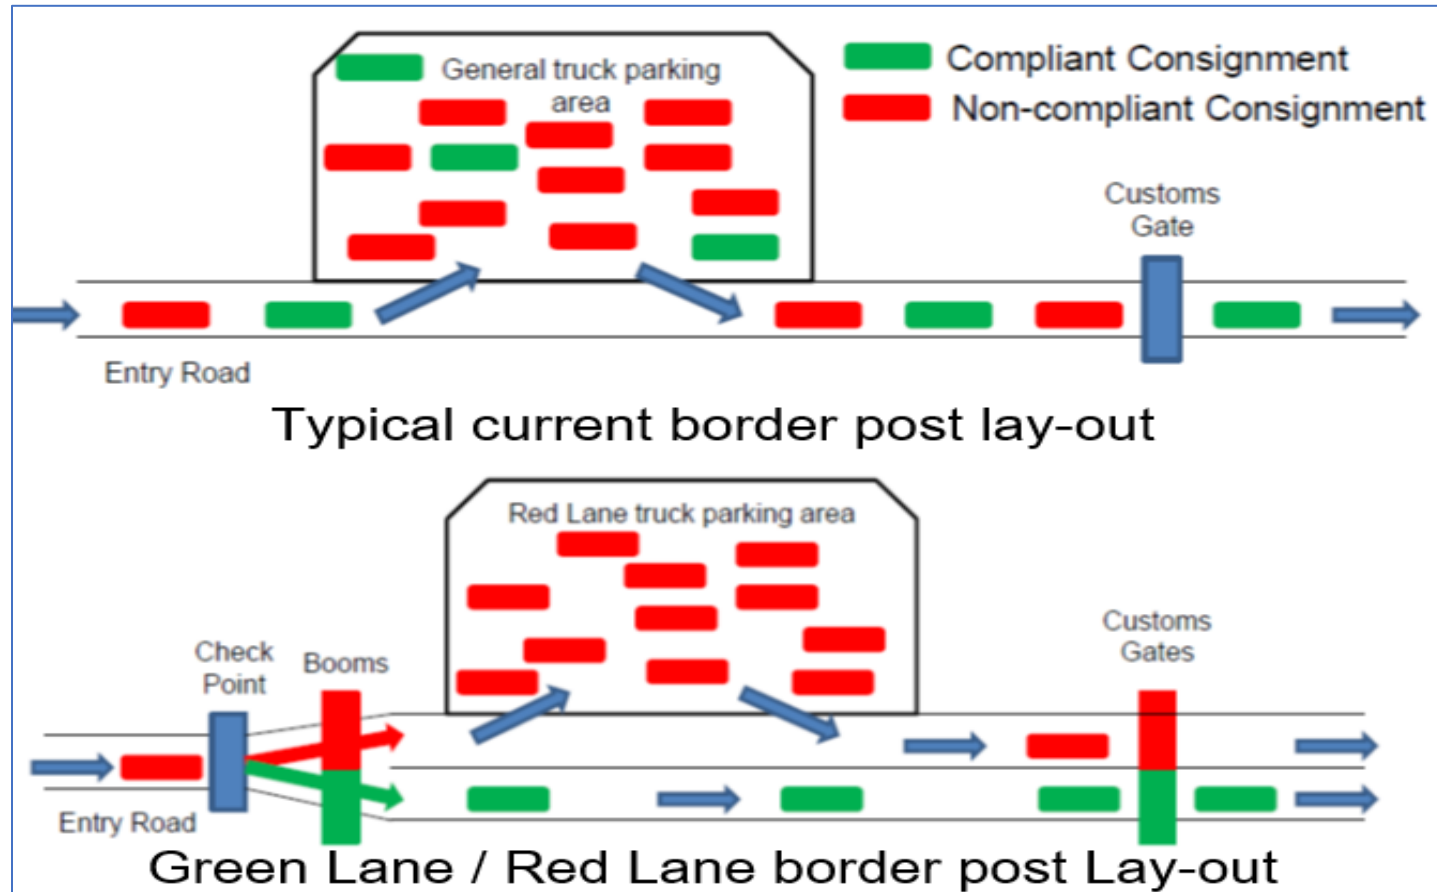 General truck parking
area
Compliant Consignment
Non-compliant Consignment
Customs
Gate
Entry Road
Typical current border post lay-out
Red Lane truck parking area
Check
Point
Booms
Customs
Gates
Entry Road
Green Lane / Red Lane border post Lay-out